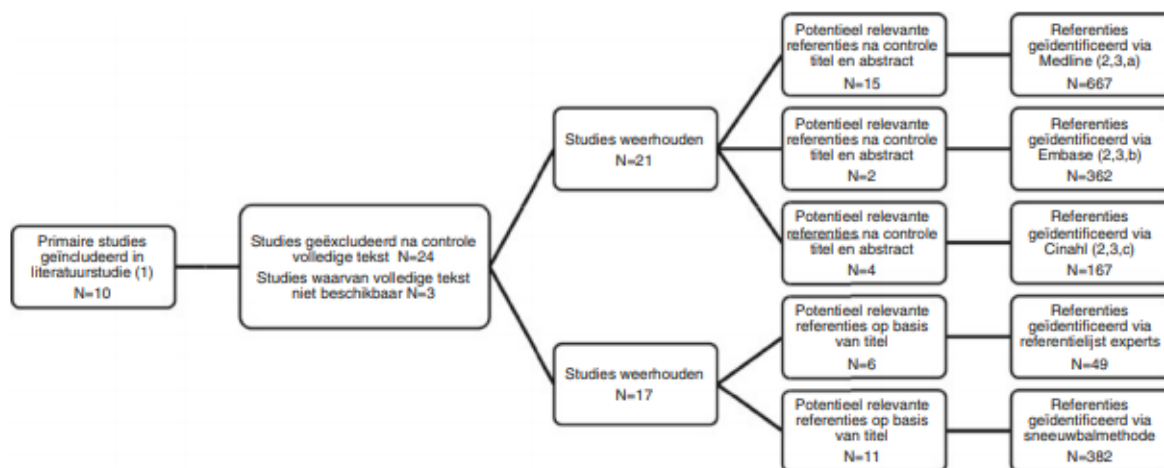 Primaire studies
geïncludeerd in
literatuurstudie (1)
N=10
Studies geëxcludeerd na controle
volledige tekst N=24
Studies waarvan volledige tekst
niet beschikbaar N=3
Studies weerhouden
N=21
Studies weerhouden
N=17
Potentieel relevante
referenties na controle
titel en abstract
N=15
Potentieel relevante
referenties na controle
titel en abstract
N=2
Potentieel relevante
referenties na controle
titel en abstract
N=4
Potentieel relevante
referenties op basis
van titel
N=6
Potentieel relevante
referenties op basis
van titel
N=11
Referenties
geïdentificeerd via
Medline (2,3,a)
N=667
Referenties
geïdentificeerd via
Embase (2,3,b)
N=362
Referenties
geïdentificeerd via
Cinahl (2,3,c)
N=167
Referenties
geïdentificeerd via
referentielijst experts
N=49
Referenties
geïdentificeerd via
sneeuwbalmethode
N=382